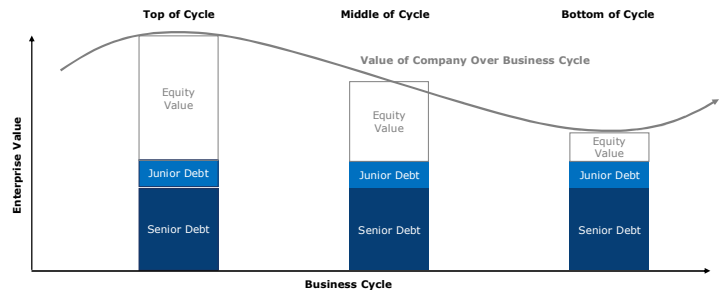 Top of Cycle
Middle of Cycle
Bottom of Cycle
Value of Company Over Business Cycle
Enterprise Value
Equity
Value
Equity
Value
Equity
Value
Junior Debt
Junior Debt
Junior Debt
Senior Debt
Senior Debt
Senior Debt
Business Cycle